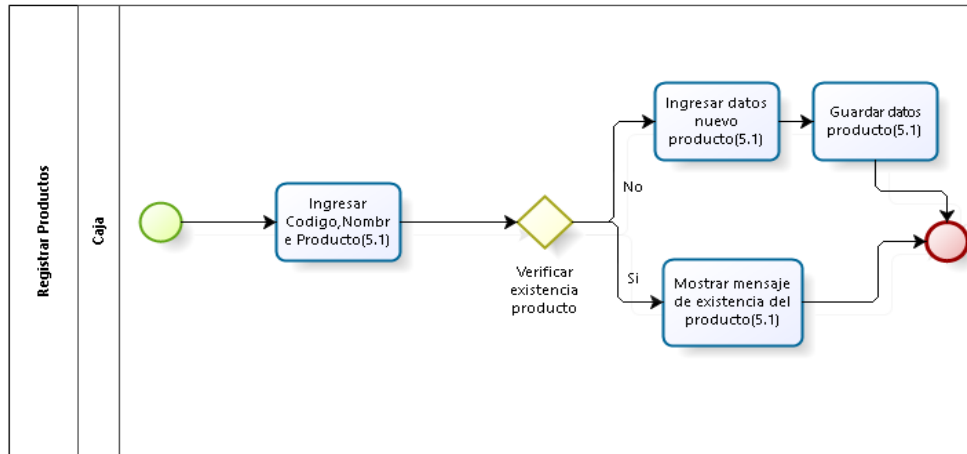 Registrar Productos
Caja
Ingresar
Codigo,Nombr
e Producto(5.1)
Verificar
existencia
producto
No
Si
Ingresar datos
nuevo
producto(5.1)
Guardar datos
producto(5.1)
Mostrar mensaje
de existencia del
producto(5.1)